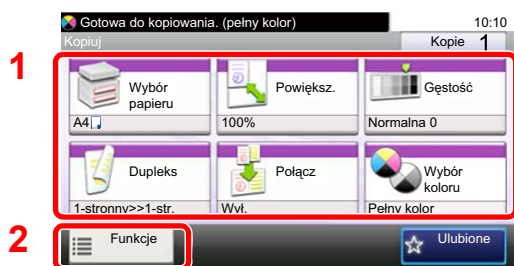 Gotowa do kopiowania. (pełny kolor)
10:10
Kopiuj
Kopie 1
1
Wybór
papieru
A4
Powiększ.
100%
Gęstość
Normalna 0
Dupleks
1-stronny>>1-str.
Połącz
Wył.
Wybór
koloru
Pełny kolor
2
Funkcje
Ulubione